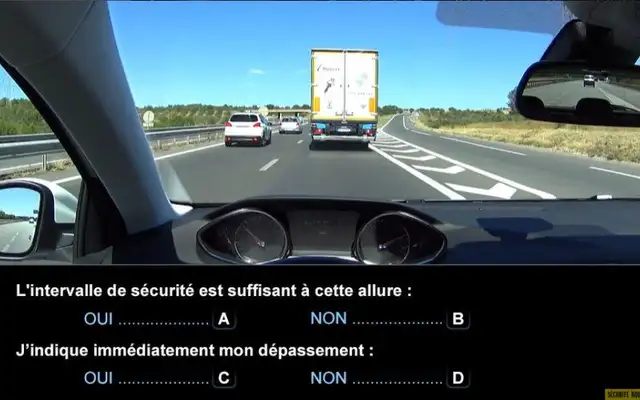 L'intervalle de sécurité est suffisant à cette allure :
OUI ..................... A NON .................... B
J'indique immédiatement mon dépassement :
OUI ..................... C NON .................... D